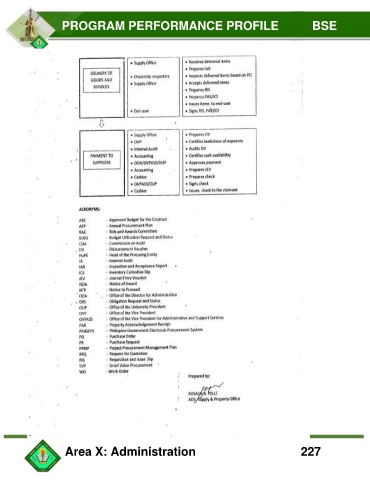 PROGRAM PERFORMANCE PROFILE BSE
DELIVERY OF
GOODS AND
SERVICES
• Supply Office
• University Inspectors
• Supply Office
• End user
• Receives delivered items
• Prepares IAR
• Inspects delivered items based on PO
• Accepts delivered items
• Prepares RIS
• Prepares PAR/ICS
• Issues items to end-user
• Signs RIS, PAR/ICS
PAYMENT TO
SUPPLIERS
• Supply Office
• OVP
• Internal Audit
• Accounting
• ODA/OVPASS/OUP
• Accounting
• Cashier
• OVPASS/OUP
• Cashier
• Prepares DV
• Certifies lawfulness of expenses
• Audits DV
• Certifies cash availability
• Approves payment
• Prepares JEV
• Prepares check
• Signs check
• Issues check to the claimant
ACRONYMS:
ABC - Approved Budget for the Contract
APP - Annual Procurement Plan
BAC - Bids and Awards Committee
BURS - Budget Utilization Request and Status
COA - Commission on Audit
DV - Disbursement Voucher
HoPE - Head of the Procuring Entity
IA - Internal Audit
IAR - Inspection and Acceptance Report
ICS - Inventory Custodian Slip
JEV - Journal Entry Voucher
NOA - Notice of Award
NTP - Notice to Proceed
ODA - Office of the Director for Administration
ORS - Obligation Request and Status
OUP - Office of the University President
OVP - Office of the Vice President
OVPASS - Office of the Vice President for Administrative and Support Services
PAR - Property Acknowledgement Receipt
PhilGEPS - Philippine Government Electronic Procurement System
PO - Purchase Order
PR - Purchase Request
PPMP - Project Procurement Management Plan
RFQ - Request for Quotation
RIS - Requisition and Issue Slip
SVP - Small Value Procurement
WO - Work Order
Prepared by:
Supply & Property Office
Area X: Administration 227